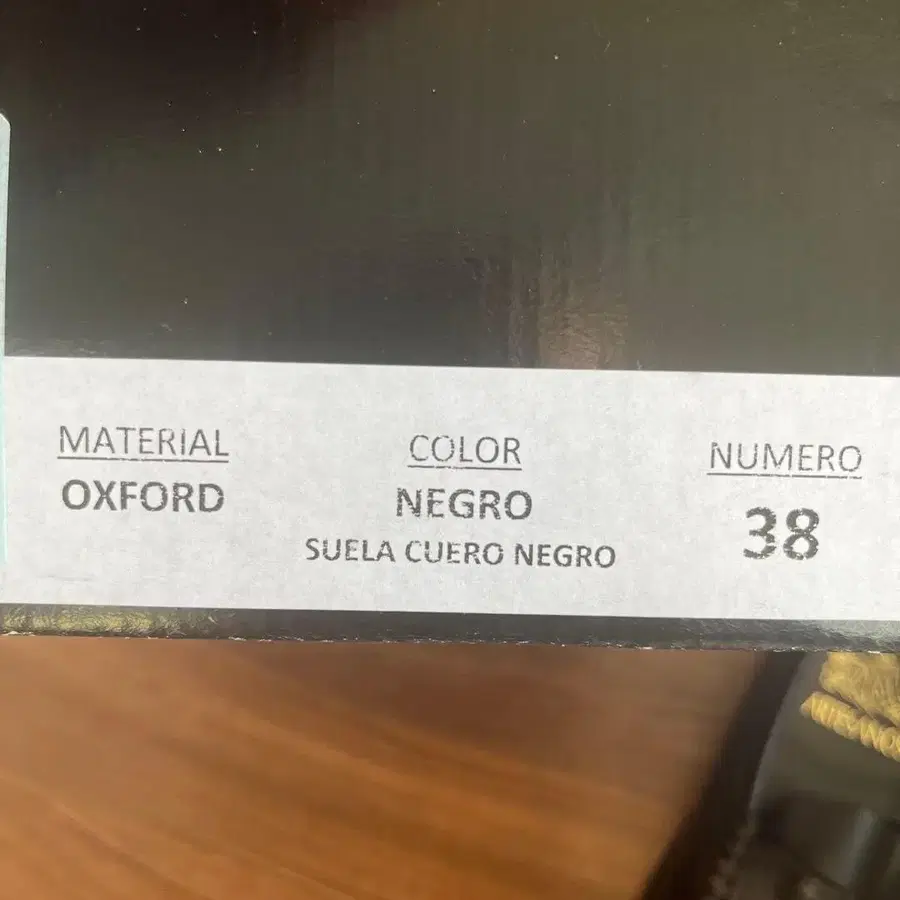 MATERIAL COLOR NUMERO
OXFORD NEGRO 38
SUELA CUERO NEGRO